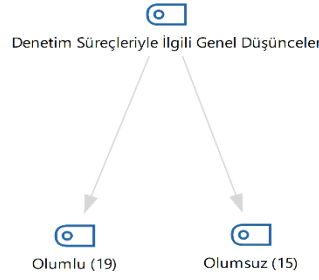 Denetim Süreçleriyle İlgili Genel Düşünceler
Olumlu (19)
Olumsuz (15)